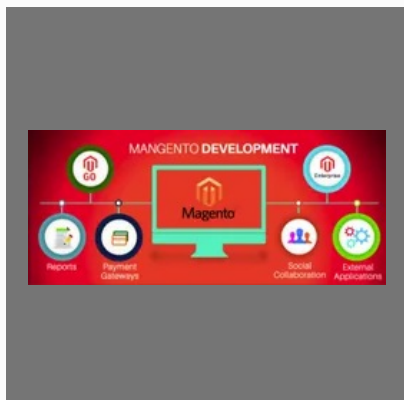 MANGENTO DEVELOPMENT
GO
Enterprise
Magento
Reports
Payment
Gateways
Social
Collaboration
External
Applications